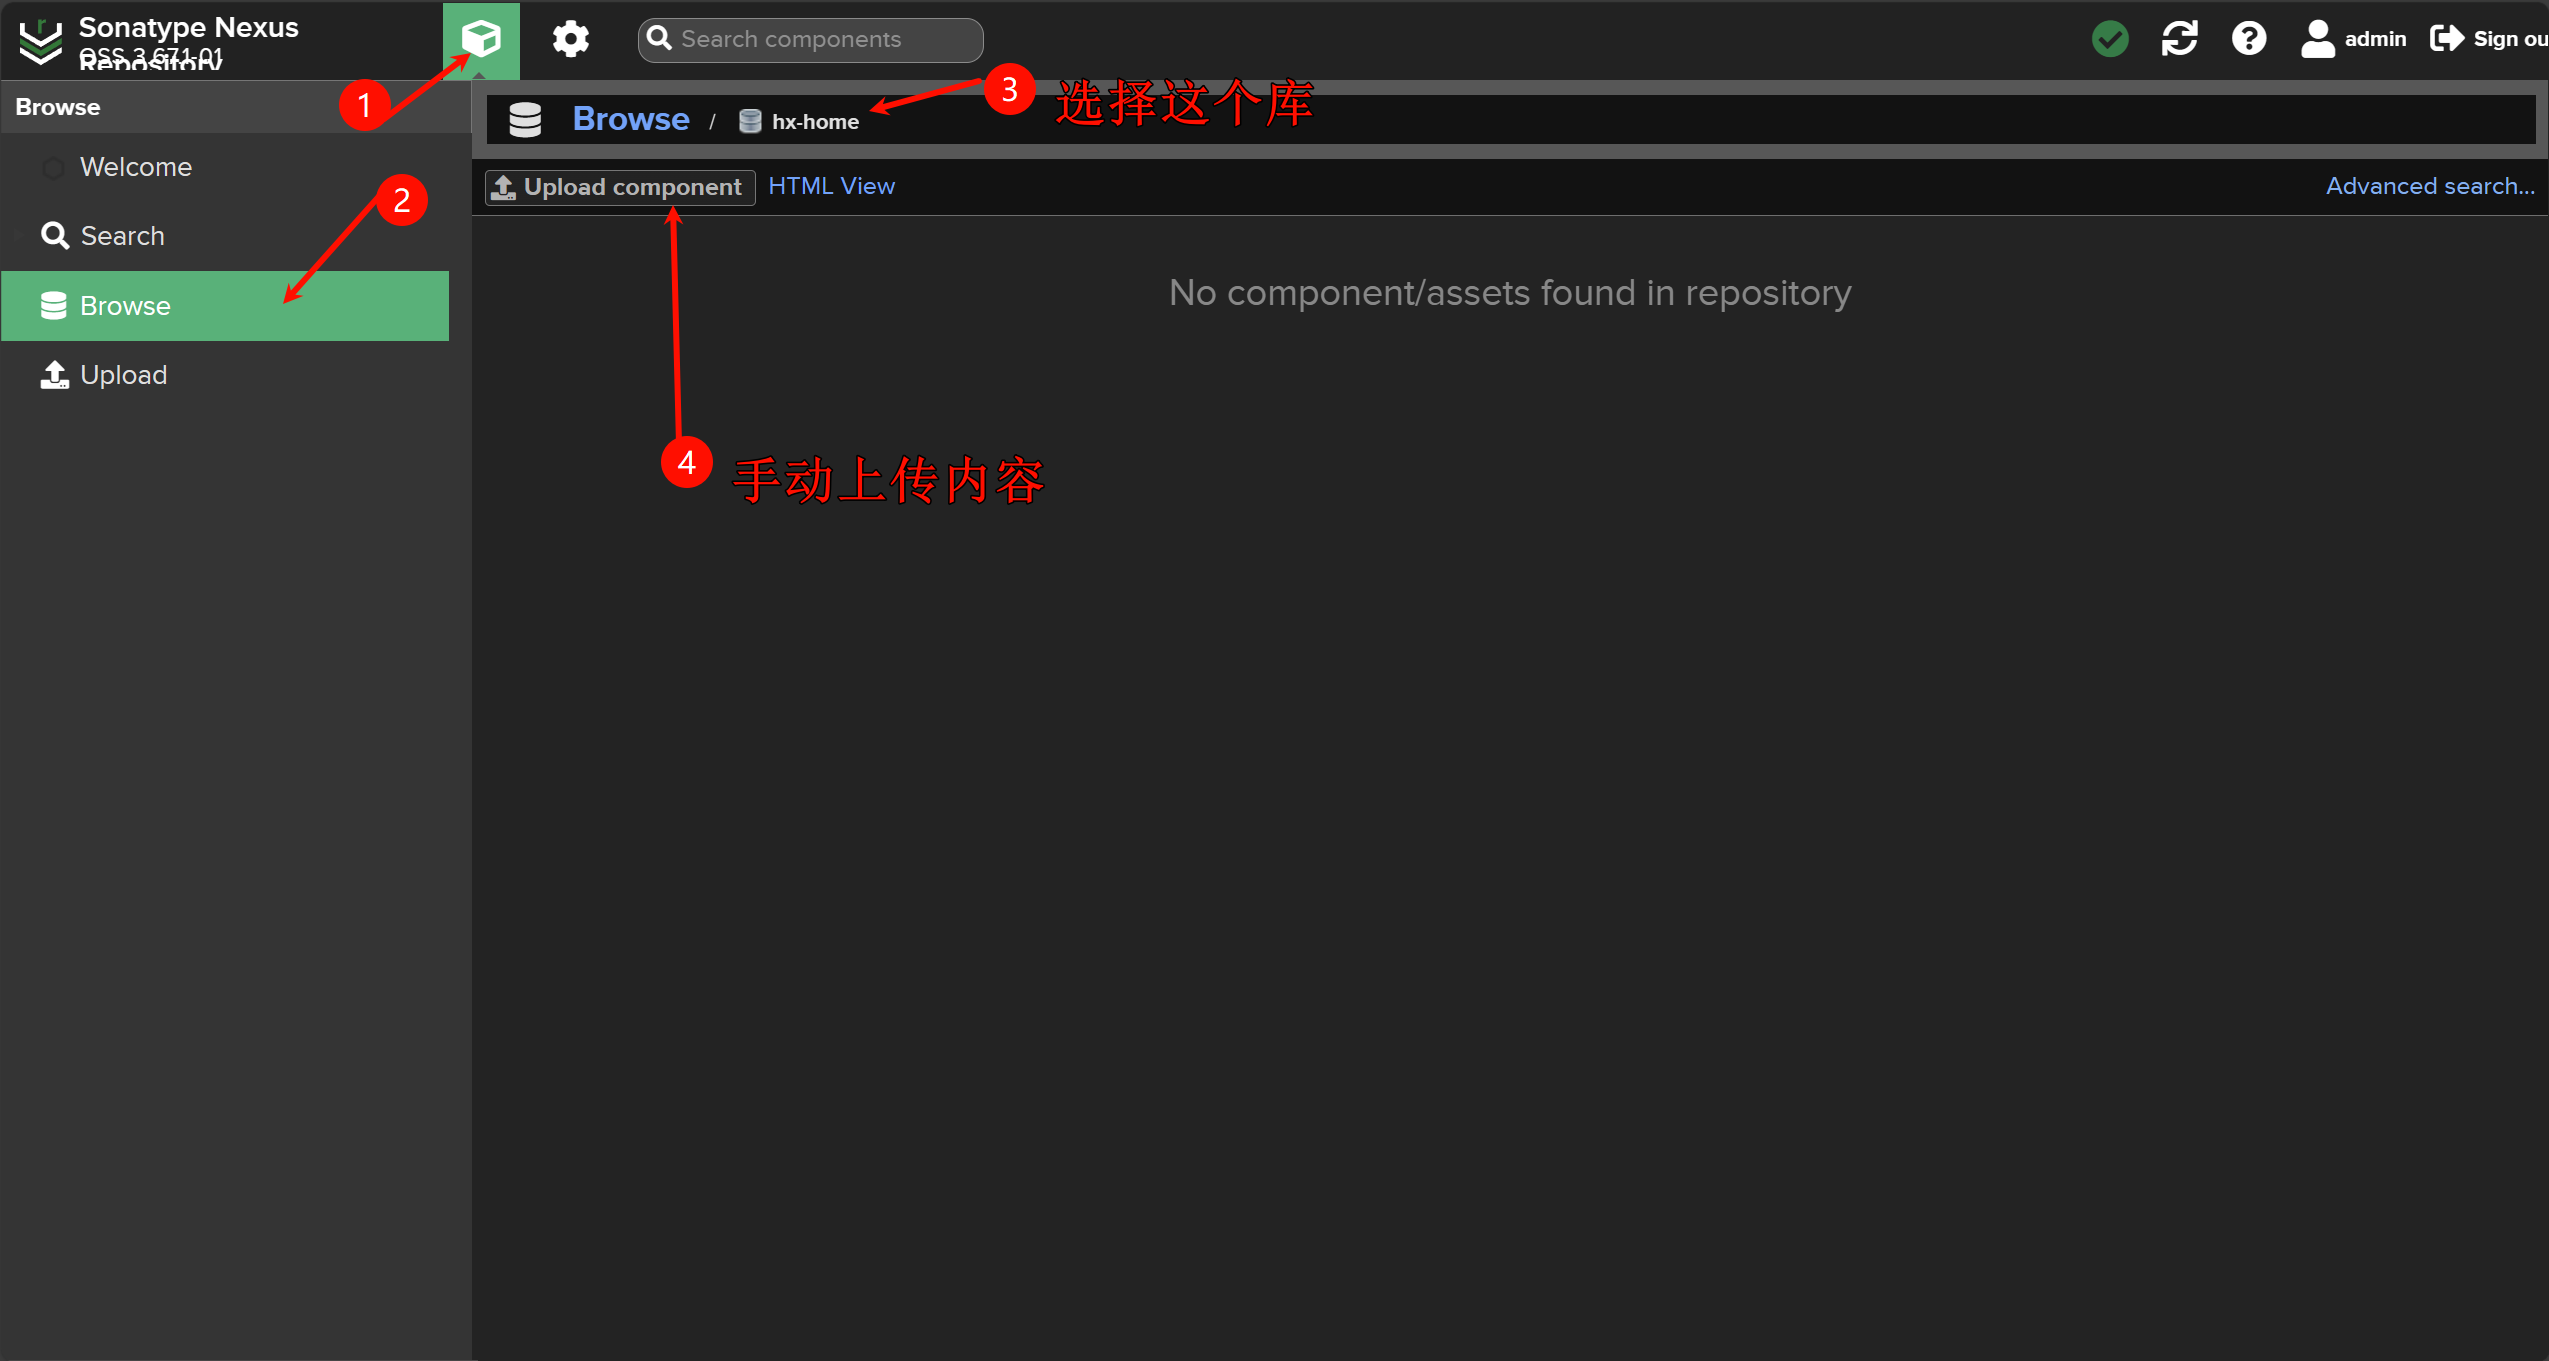 Sonatype Nexus
Repository
OSS 3.67.1-01
Search components
admin
Sign ou
Browse
1
Browse / hx-home
3
选择这个库
Welcome
Upload component
HTML View
Advanced search...
2
Search
No component/assets found in repository
Browse
Upload
4
手动上传内容